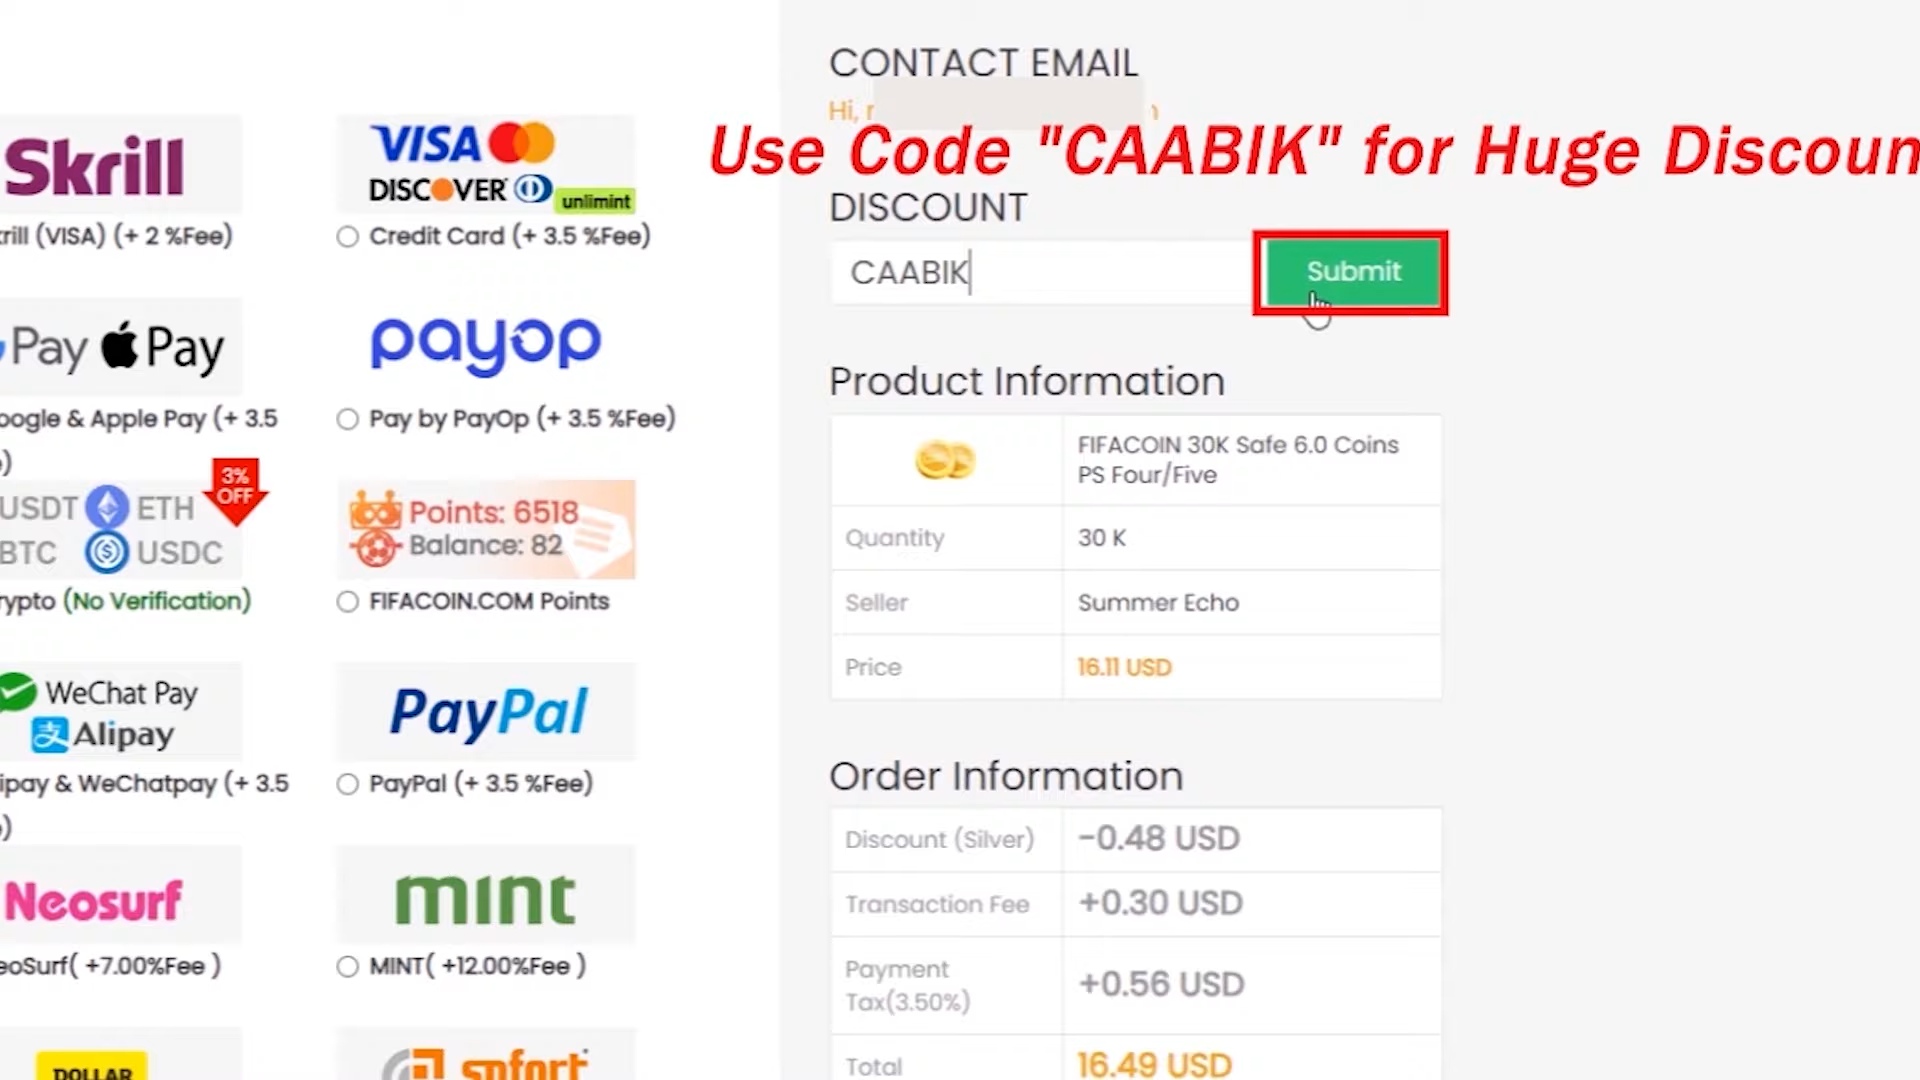 CONTACT EMAIL
Hi, r
Use Code "CAABIK" for Huge Discoun
DISCOUNT
CAABIK
Submit
Product Information
FIFACOIN 30K Safe 6.0 Coins
PS Four/Five
Quantity
30 K
Seller
Summer Echo
Price
16.11 USD
Order Information
Discount (Silver)
-0.48 USD
Transaction Fee
+0.30 USD
Payment
Tax(3.50%)
+0.56 USD
Total
16.49 USD
Skrill
rill (VISA) (+ 2 %Fee)
VISA
DISCOVER
unlimint
Credit Card (+ 3.5 %Fee)
Pay Pay
oogle & Apple Pay (+ 3.5
)
payop
Pay by PayOp (+ 3.5 %Fee)
3%
OFF
USDT ETH
BTC USDC
rypto (No Verification)
Points: 6518
Balance: 82
FIFACOIN.COM Points
WeChat Pay
支 Alipay
ipay & WeChatpay (+ 3.5
)
PayPal
PayPal (+ 3.5 %Fee)
Neosurf
eoSurf( +7.00%Fee )
mint
MINT( +12.00%Fee )
DOLLAR
sofort